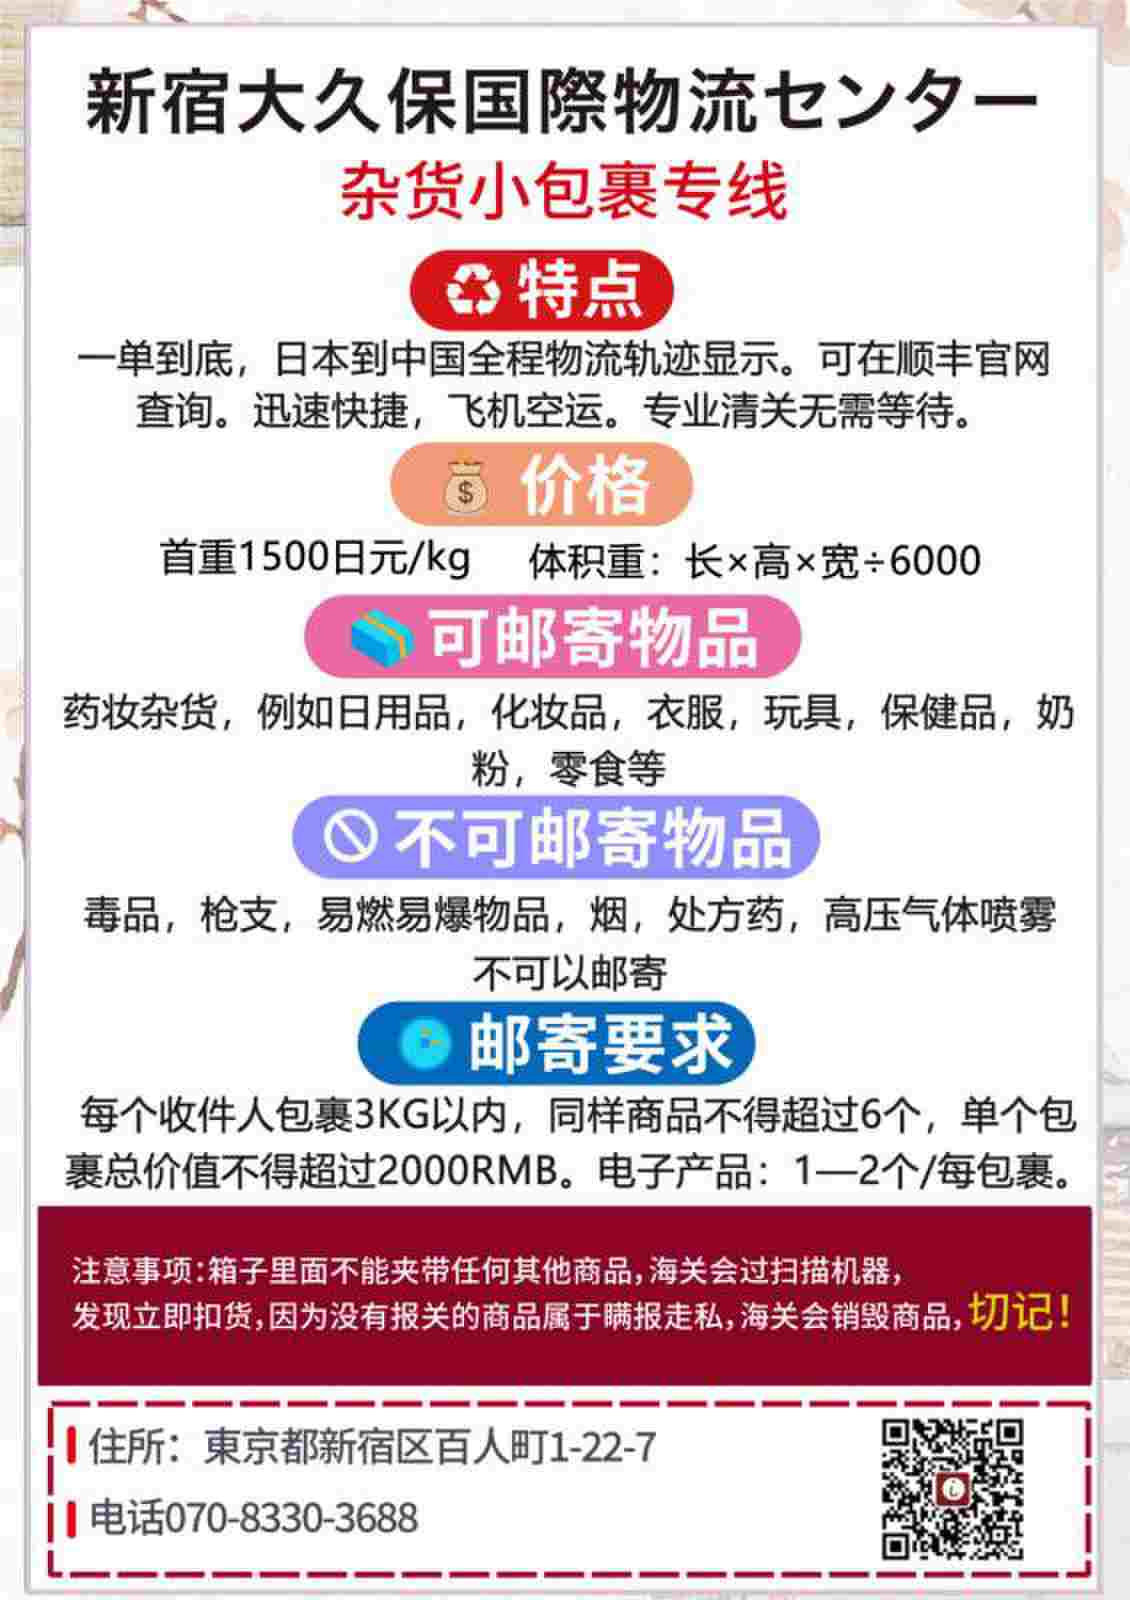 新宿大久保国際物流センター
杂货小包裹专线
特点
一单到底，日本到中国全程物流轨迹显示。可在顺丰官网
查询。迅速快捷，飞机空运。专业清关无需等待。
价格
首重1500日元/kg 体积重：长×高×宽÷6000
可邮寄物品
药妆杂货，例如日用品，化妆品，衣服，玩具，保健品，奶
粉，零食等
不可邮寄物品
毒品，枪支，易燃易爆物品，烟，处方药，高压气体喷雾
不可以邮寄
邮寄要求
每个收件人包裹3KG以内，同样商品不得超过6个，单个包
裹总价值不得超过2000RMB。电子产品：1—2个/每包裹。
注意事项：箱子里面不能夹带任何其他商品，海关会过扫描机器，
发现立即扣货，因为没有报关的商品属于瞒报走私，海关会销毁商品，切记！
住所：東京都新宿区百人町1-22-7
电话070-8330-3688